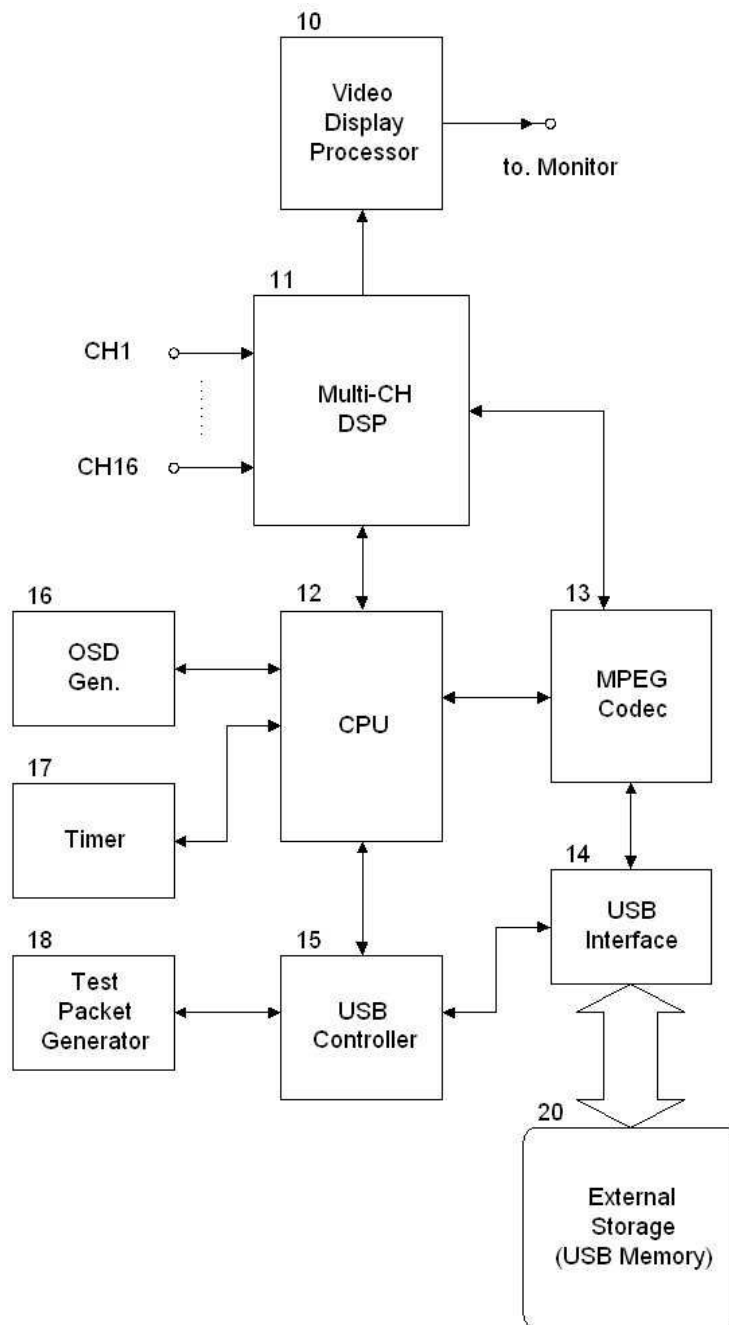 10
Video
Display
Processor
to. Monitor
11
CH1
Multi-CH
DSP
CH16
16
12
13
OSD
Gen.
CPU
MPEG
Codec
17
Timer
14
USB
Interface
18
15
Test
Packet
Generator
USB
Controller
20
External
Storage
(USB Memory)